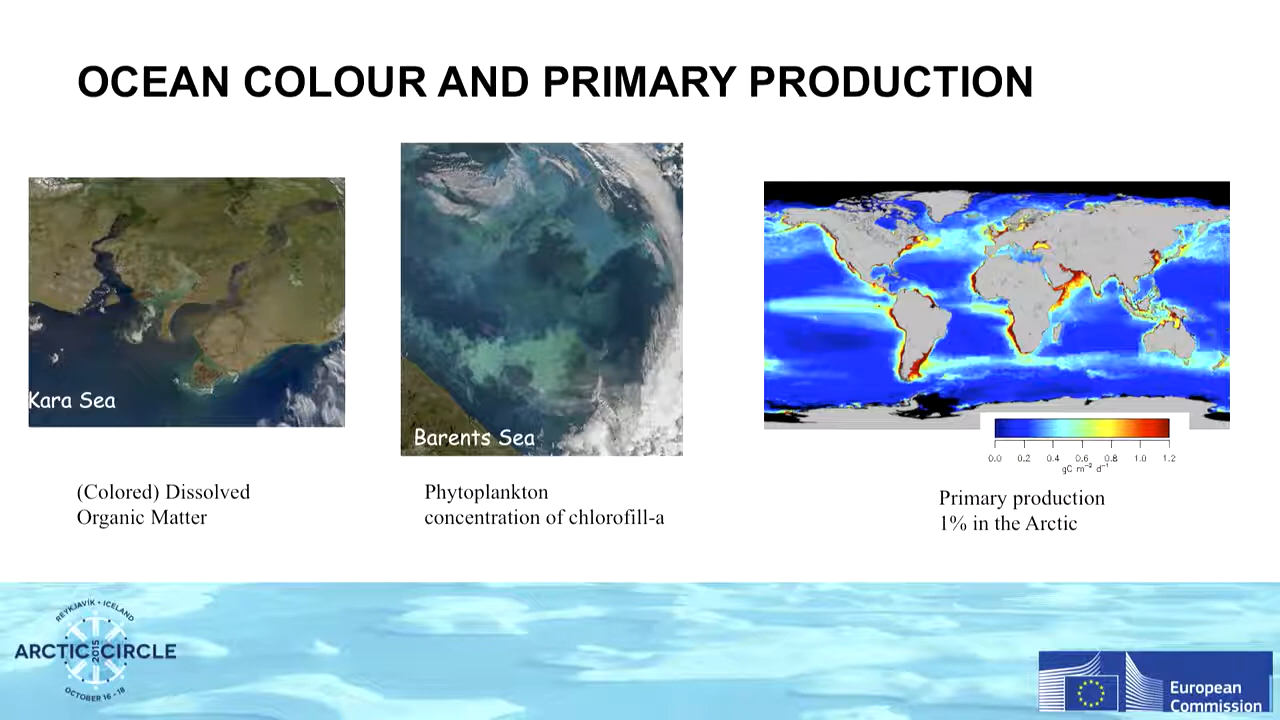 OCEAN COLOUR AND PRIMARY PRODUCTION
Kara Sea
Barents Sea
0.0 0.2 0.4 0.6 0.8 1.0 1.2
gC m⁻² d⁻¹
(Colored) Dissolved
Organic Matter
Phytoplankton
concentration of chlorofill-a
Primary production
1% in the Arctic
REYKJAVÍK • ICELAND
ARCTIC 2015 CIRCLE
OCTOBER 16 - 18
European
Commission